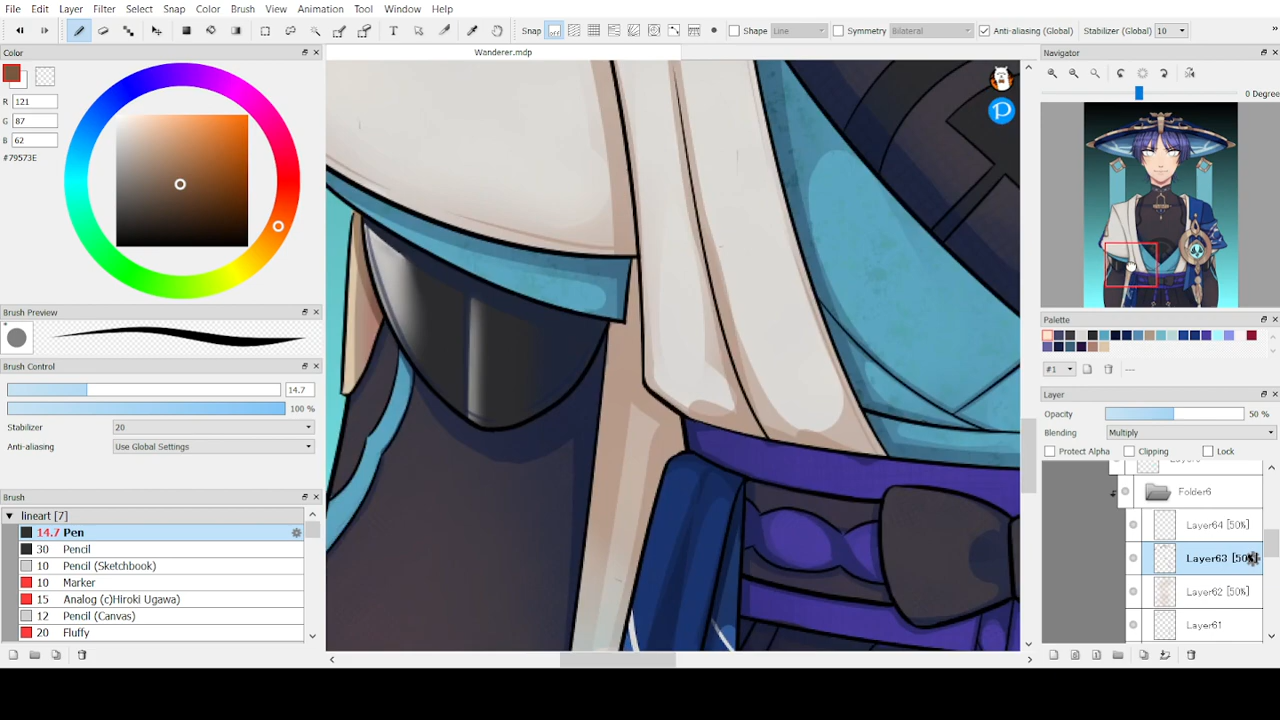 File Edit Layer Filter Select Snap Color Brush View Animation Tool Window Help
Snap Shape Line Symmetry Bilateral Anti-aliasing (Global) Stabilizer (Global) 10
Color
Wanderer.mdp
Navigator
R 121
G 87
B 62
#79573E
0 Degree
Brush Preview
Palette
#1 ---
Brush Control
14.7
100 %
Stabilizer 20
Anti-aliasing Use Global Settings
Layer
Opacity 50 %
Blending Multiply
Protect Alpha Clipping Lock
Folder6
Layer64 [50%]
Layer63 [50%]
Layer62 [50%]
Layer61
Brush
lineart [7]
14.7 Pen
30 Pencil
10 Pencil (Sketchbook)
10 Marker
15 Analog (c)Hiroki Ugawa)
12 Pencil (Canvas)
20 Fluffy